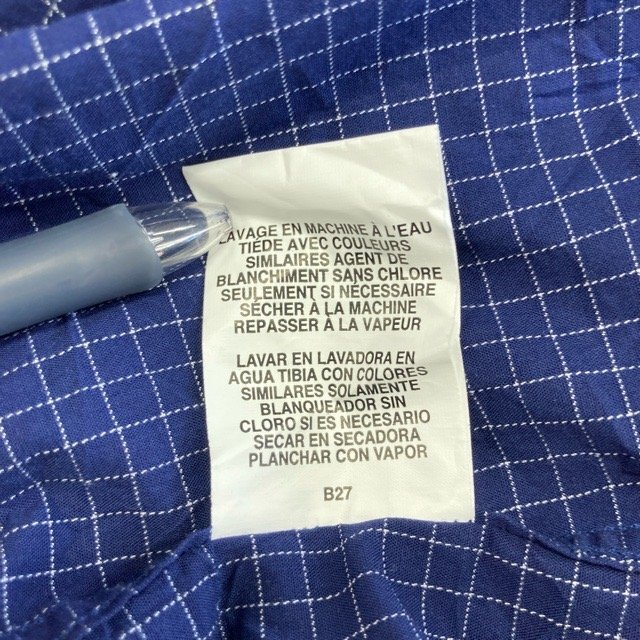 LAVAGE EN MACHINE À L'EAU
TIÈDE AVEC COULEURS
SIMILAIRES AGENT DE
BLANCHIMENT SANS CHLORE
SEULEMENT SI NÉCESSAIRE
SÉCHER À LA MACHINE
REPASSER À LA VAPEUR
LAVAR EN LAVADORA EN
AGUA TIBIA CON COLORES
SIMILARES SOLAMENTE
BLANQUEADOR SIN
CLORO SI ES NECESARIO
SECAR EN SECADORA
PLANCHAR CON VAPOR
B27